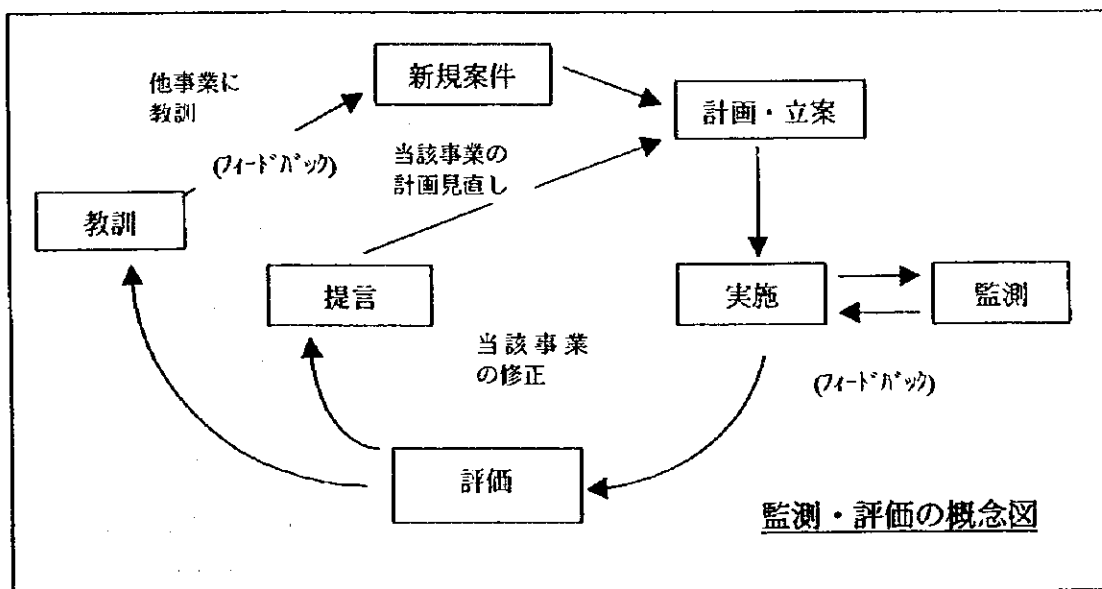 他事業に
教訓
新規案件
計画・立案
(ﾌｨｰﾄﾞﾊﾞｯｸ)
当該事業の
計画見直し
教訓
提言
実施
監測
当該事業
の修正
(ﾌｨｰﾄﾞﾊﾞｯｸ)
評価
監測・評価の概念図